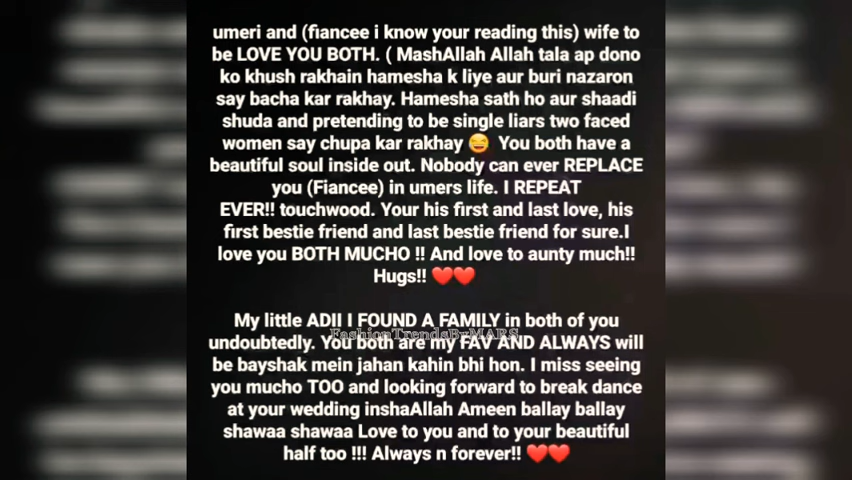 umeri and (fiancee i know your reading this) wife to
be LOVE YOU BOTH. ( MashAllah Allah tala ap dono
ko khush rakhain hamesha k liye aur buri nazaron
say bacha kar rakhay. Hamesha sath ho aur shaadi
shuda and pretending to be single liars two faced
women say chupa kar rakhay 😆 You both have a
beautiful soul inside out. Nobody can ever REPLACE
you (Fiancee) in umers life. I REPEAT
EVER!! touchwood. Your his first and last love, his
first bestie friend and last bestie friend for sure.I
love you BOTH MUCHO !! And love to aunty much!!
Hugs!! ❤️❤️
My little ADII I FOUND A FAMILY in both of you
FashionTrendsByMARS
undoubtedly. You both are my FAV AND ALWAYS will
be bayshak mein jahan kahin bhi hon. I miss seeing
you mucho TOO and looking forward to break dance
at your wedding inshaAllah Ameen ballay ballay
shawaa shawaa Love to you and to your beautiful
half too !!! Always n forever!! ❤️❤️